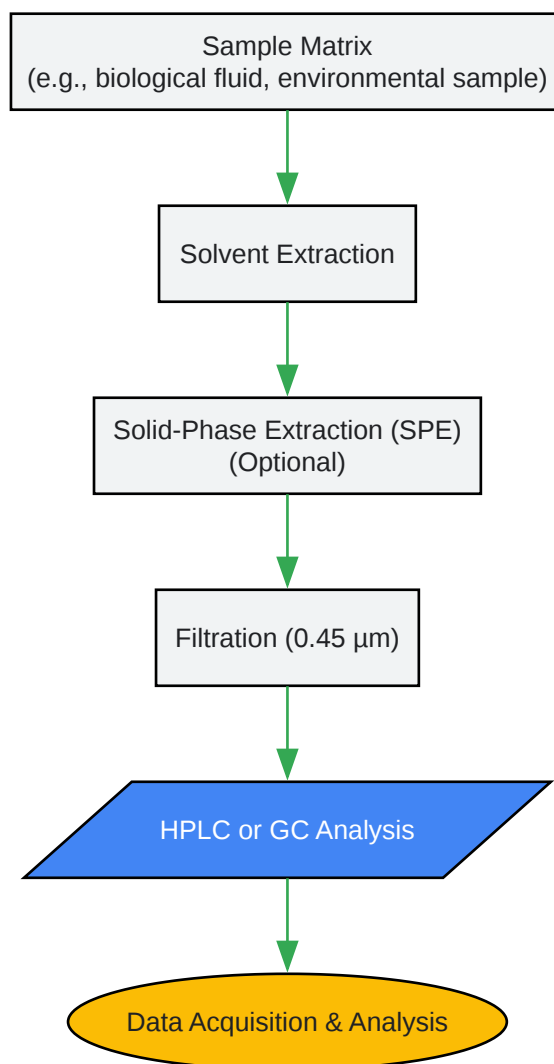 Sample Matrix
(e.g., biological fluid, environmental sample)
Solvent Extraction
Solid-Phase Extraction (SPE)
(Optional)
Filtration (0.45 µm)
HPLC or GC Analysis
Data Acquisition & Analysis